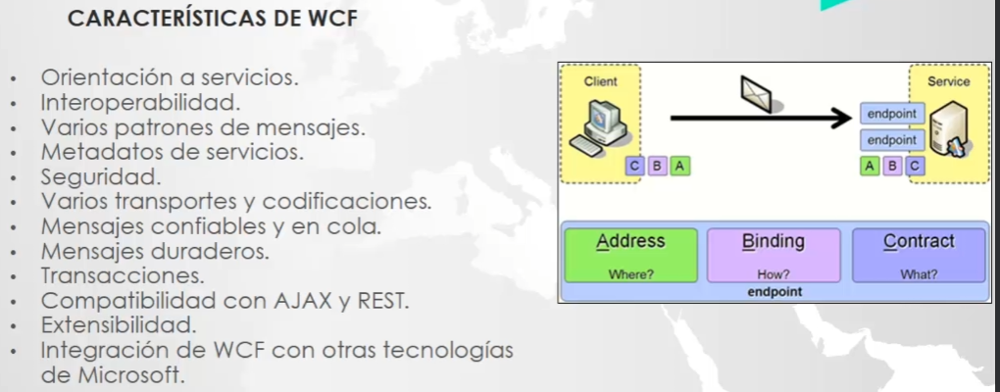 CARACTERÍSTICAS DE WCF
• Orientación a servicios.
• Interoperabilidad.
• Varios patrones de mensajes.
• Metadatos de servicios.
• Seguridad.
• Varios transportes y codificaciones.
• Mensajes confiables y en cola.
• Mensajes duraderos.
• Transacciones.
• Compatibilidad con AJAX y REST.
• Extensibilidad.
• Integración de WCF con otras tecnologías
de Microsoft.
Client
Service
endpoint
endpoint
C B A
A B C
Address
Where?
Binding
How?
Contract
What?
endpoint